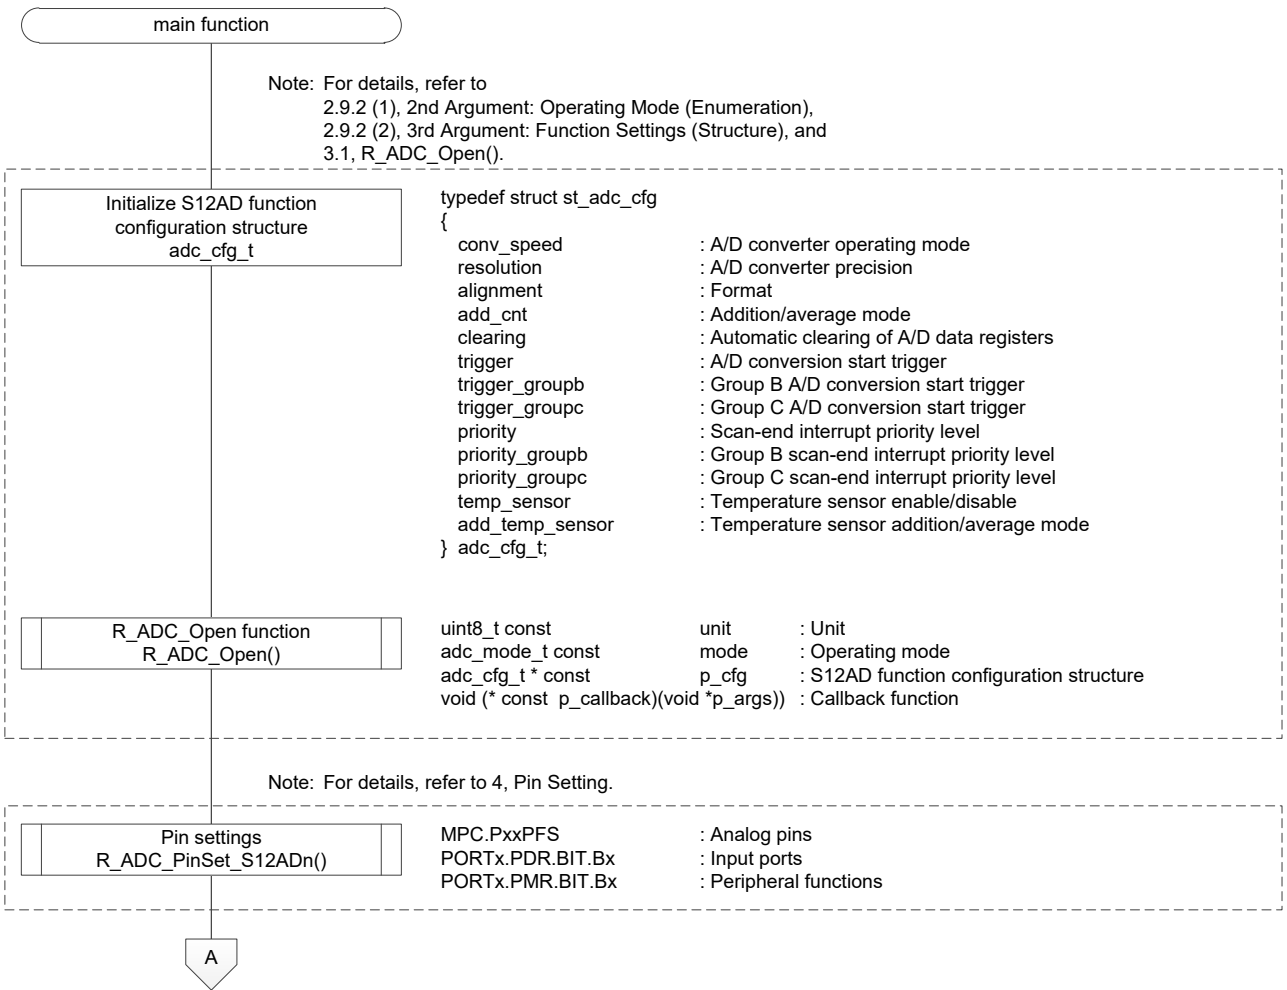 main function
Note: For details, refer to
2.9.2 (1), 2nd Argument: Operating Mode (Enumeration),
2.9.2 (2), 3rd Argument: Function Settings (Structure), and
3.1, R_ADC_Open().
Initialize S12AD function
configuration structure
adc_cfg_t
typedef struct st_adc_cfg
{
conv_speed : A/D converter operating mode
resolution : A/D converter precision
alignment : Format
add_cnt : Addition/average mode
clearing : Automatic clearing of A/D data registers
trigger : A/D conversion start trigger
trigger_groupb : Group B A/D conversion start trigger
trigger_groupc : Group C A/D conversion start trigger
priority : Scan-end interrupt priority level
priority_groupb : Group B scan-end interrupt priority level
priority_groupc : Group C scan-end interrupt priority level
temp_sensor : Temperature sensor enable/disable
add_temp_sensor : Temperature sensor addition/average mode
} adc_cfg_t;
R_ADC_Open function
R_ADC_Open()
uint8_t const unit : Unit
adc_mode_t const mode : Operating mode
adc_cfg_t * const p_cfg : S12AD function configuration structure
void (* const p_callback)(void *p_args)) : Callback function
Note: For details, refer to 4, Pin Setting.
Pin settings
R_ADC_PinSet_S12ADn()
MPC.PxxPFS : Analog pins
PORTx.PDR.BIT.Bx : Input ports
PORTx.PMR.BIT.Bx : Peripheral functions
A